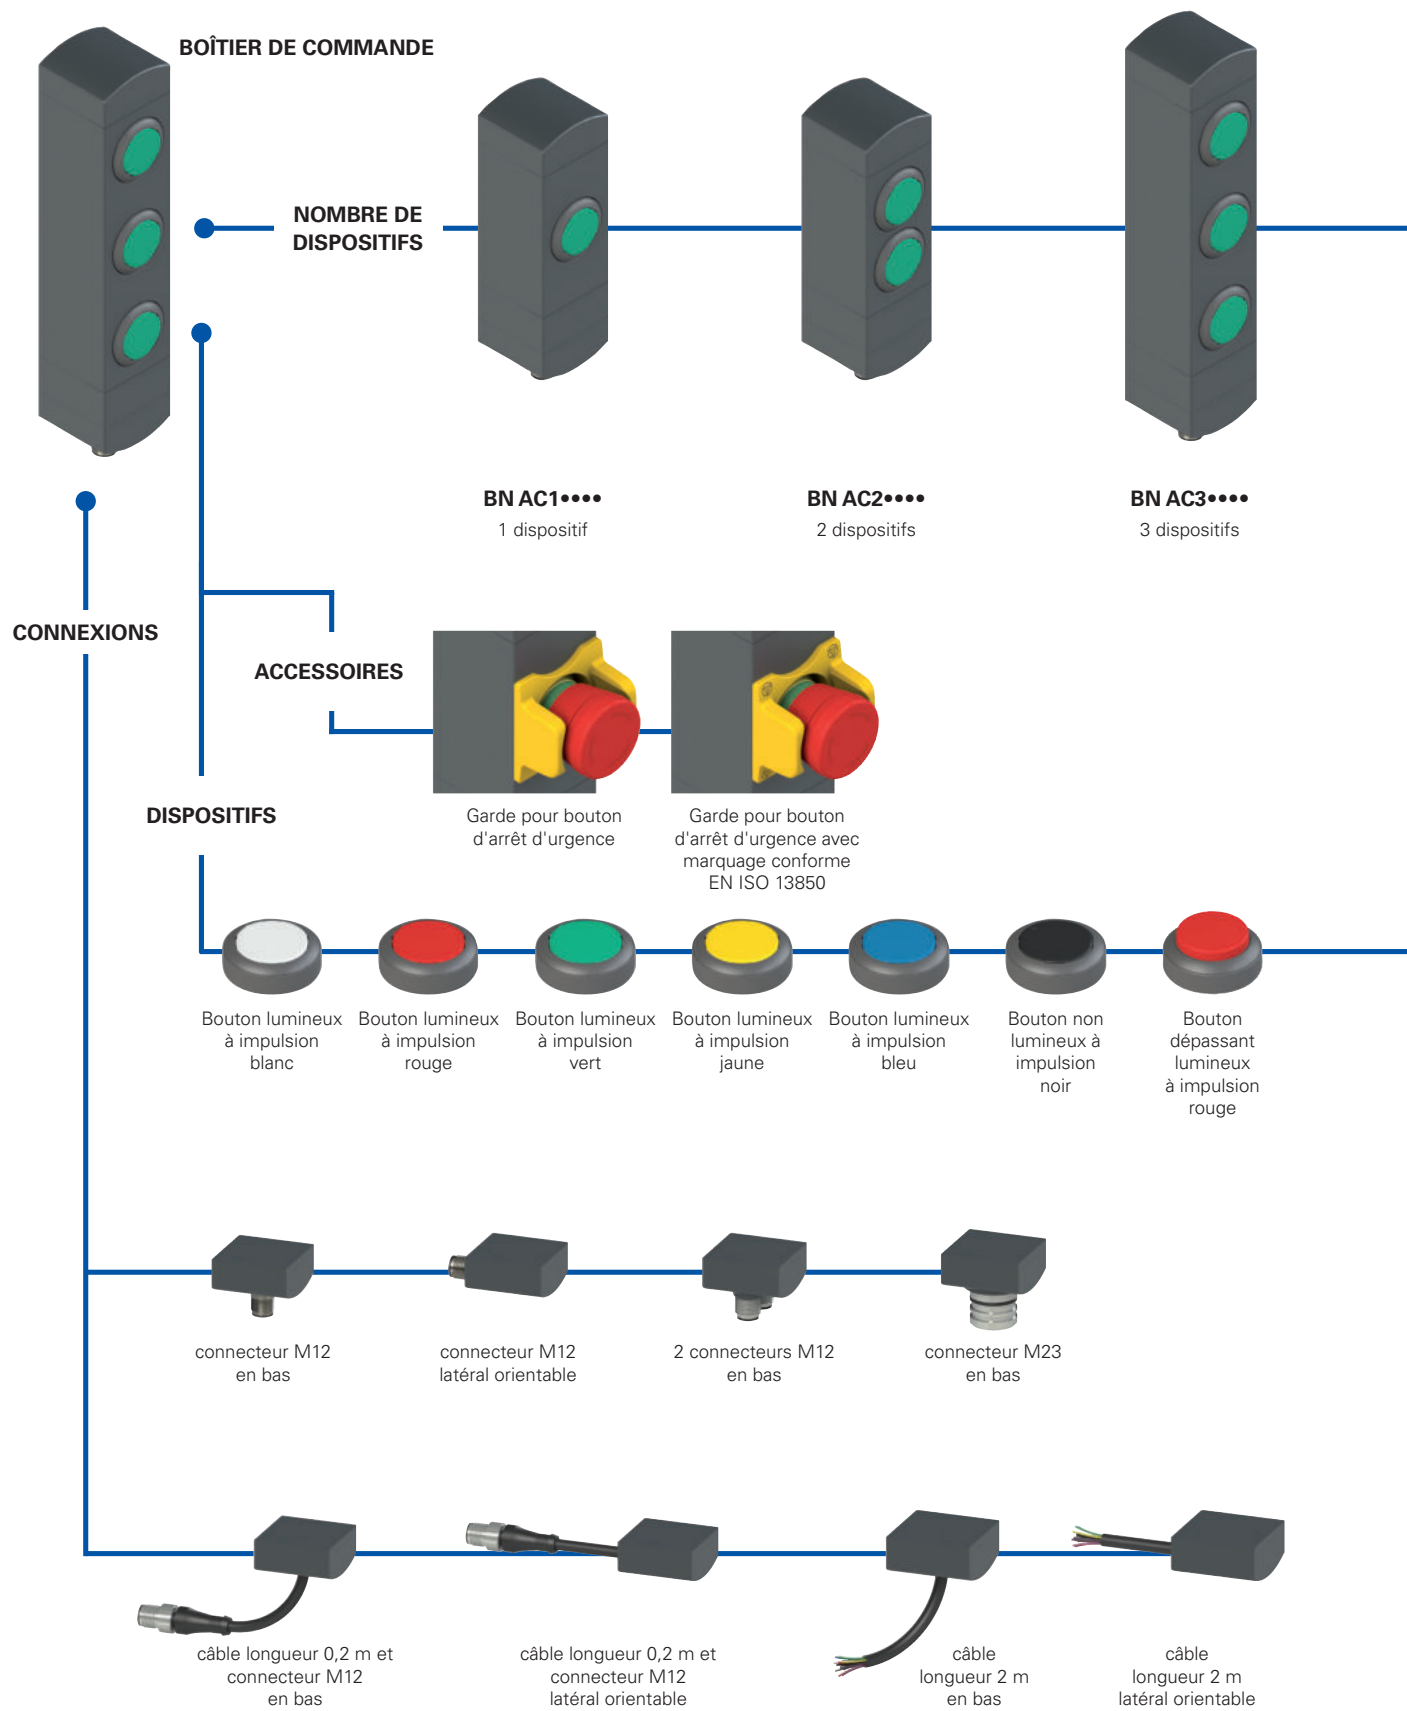 BOÎTIER DE COMMANDE
NOMBRE DE
DISPOSITIFS
BN AC1••••
1 dispositif
BN AC2••••
2 dispositifs
BN AC3••••
3 dispositifs
CONNEXIONS
ACCESSOIRES
Garde pour bouton
d'arrêt d'urgence
Garde pour bouton
d'arrêt d'urgence avec
marquage conforme
EN ISO 13850
DISPOSITIFS
Bouton lumineux
à impulsion
blanc
Bouton lumineux
à impulsion
rouge
Bouton lumineux
à impulsion
vert
Bouton lumineux
à impulsion
jaune
Bouton lumineux
à impulsion
bleu
Bouton non
lumineux à
impulsion
noir
Bouton
dépassant
lumineux
à impulsion
rouge
connecteur M12
en bas
connecteur M12
latéral orientable
2 connecteurs M12
en bas
connecteur M23
en bas
câble longueur 0,2 m et
connecteur M12
en bas
câble longueur 0,2 m et
connecteur M12
latéral orientable
câble
longueur 2 m
en bas
câble
longueur 2 m
latéral orientable